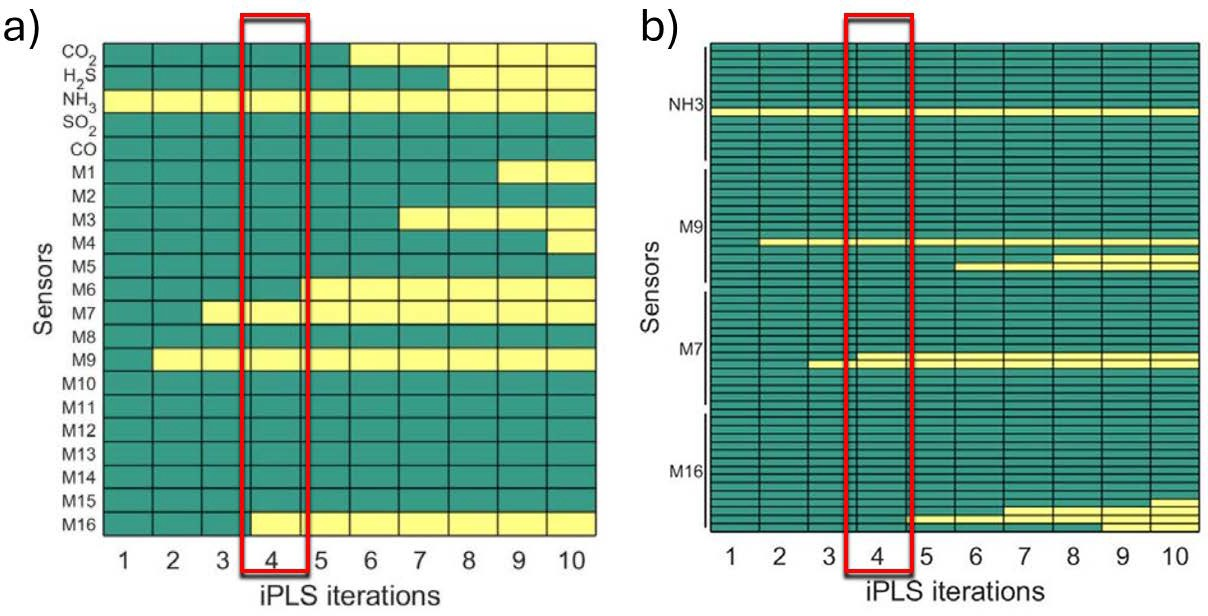 a)
CO2
H2S
NH3
SO2
CO
M1
M2
M3
M4
M5
M6
M7
M8
M9
M10
M11
M12
M13
M14
M15
M16
Sensors
1 2 3 4 5 6 7 8 9 10
iPLS iterations
b)
NH3
M9
M7
M16
Sensors
1 2 3 4 5 6 7 8 9 10
iPLS iterations